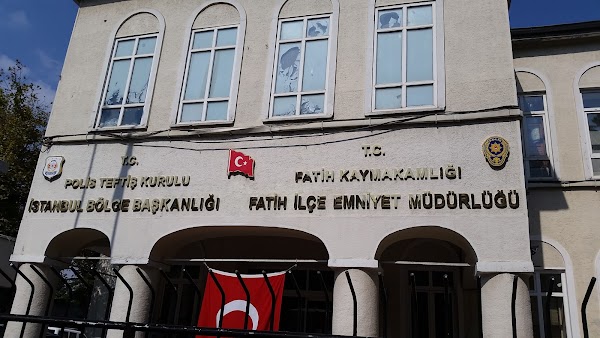 T.C.
POLİS TEFTİŞ KURULU
İSTANBUL BÖLGE BAŞKANLIĞI
T.C.
FATİH KAYMAKAMLIĞI
FATİH İLÇE EMNİYET MÜDÜRLÜĞÜ